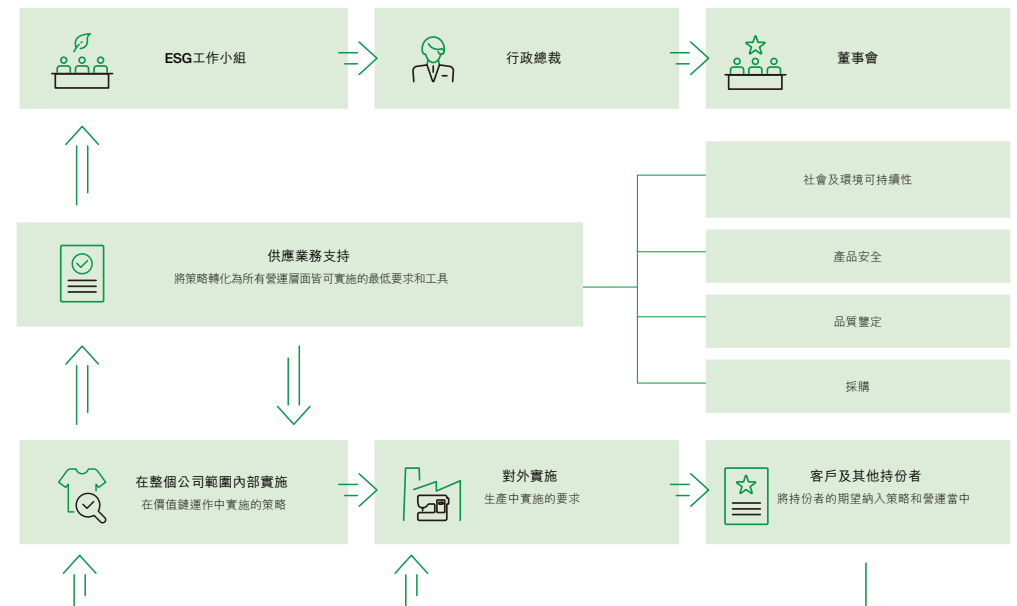 ESG工作小組
行政總裁
董事會
社會及環境可持續性
供應業務支持
將策略轉化為所有營運層面皆可實施的最低要求和工具
產品安全
品質鑒定
採購
在整個公司範圍內部實施
在價值鏈運作中實施的策略
對外實施
生產中實施的要求
客戶及其他持份者
將持份者的期望納入策略和營運當中